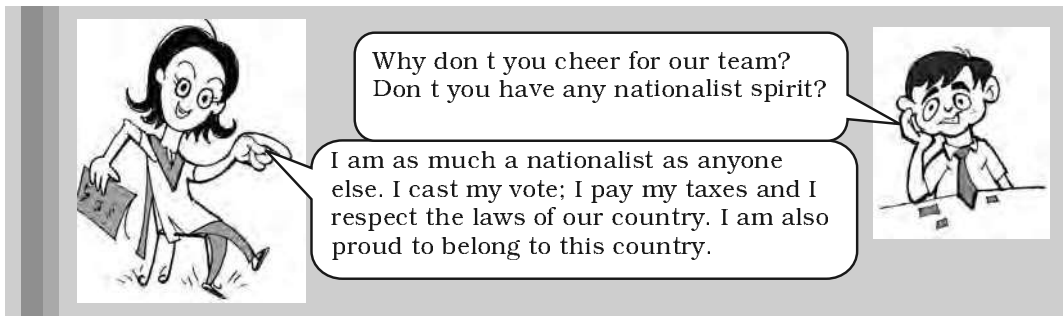 Why don t you cheer for our team?
Don t you have any nationalist spirit?
I am as much a nationalist as anyone
else. I cast my vote; I pay my taxes and I
respect the laws of our country. I am also
proud to belong to this country.